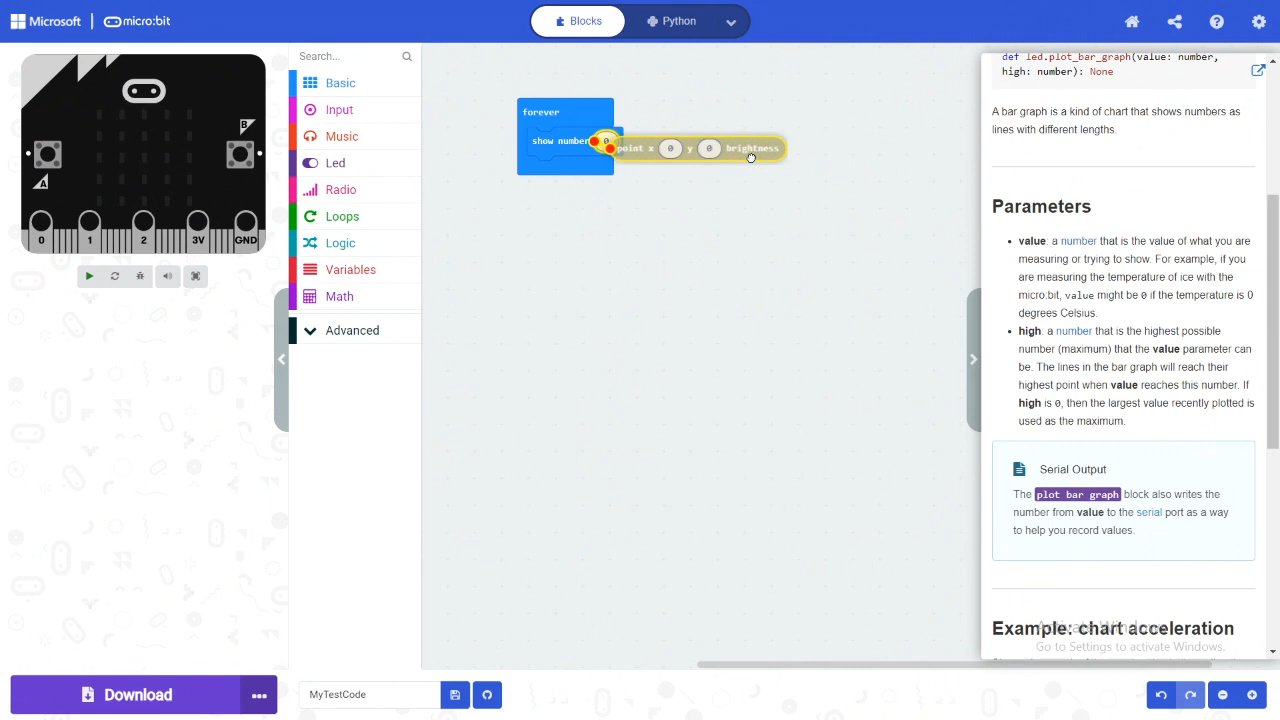 Microsoft
micro:bit
Blocks
Python
Search...
Basic
Input
Music
Led
Radio
Loops
Logic
Variables
Math
Advanced
B
A
0
1
2
3V
GND
forever
show number
0
point x 0 y 0 brightness
def led.plot_bar_graph(value: number,
high: number): None
A bar graph is a kind of chart that shows numbers as
lines with different lengths.
Parameters
• value: a number that is the value of what you are
measuring or trying to show. For example, if you
are measuring the temperature of ice with the
micro:bit, value might be 0 if the temperature is 0
degrees Celsius.
• high: a number that is the highest possible
number (maximum) that the value parameter can
be. The lines in the bar graph will reach their
highest point when value reaches this number. If
high is 0, then the largest value recently plotted is
used as the maximum.
Serial Output
The plot bar graph block also writes the
number from value to the serial port as a way
to help you record values.
Example: chart acceleration
Activate Windows
Go to Settings to activate Windows.
Download
MyTestCode